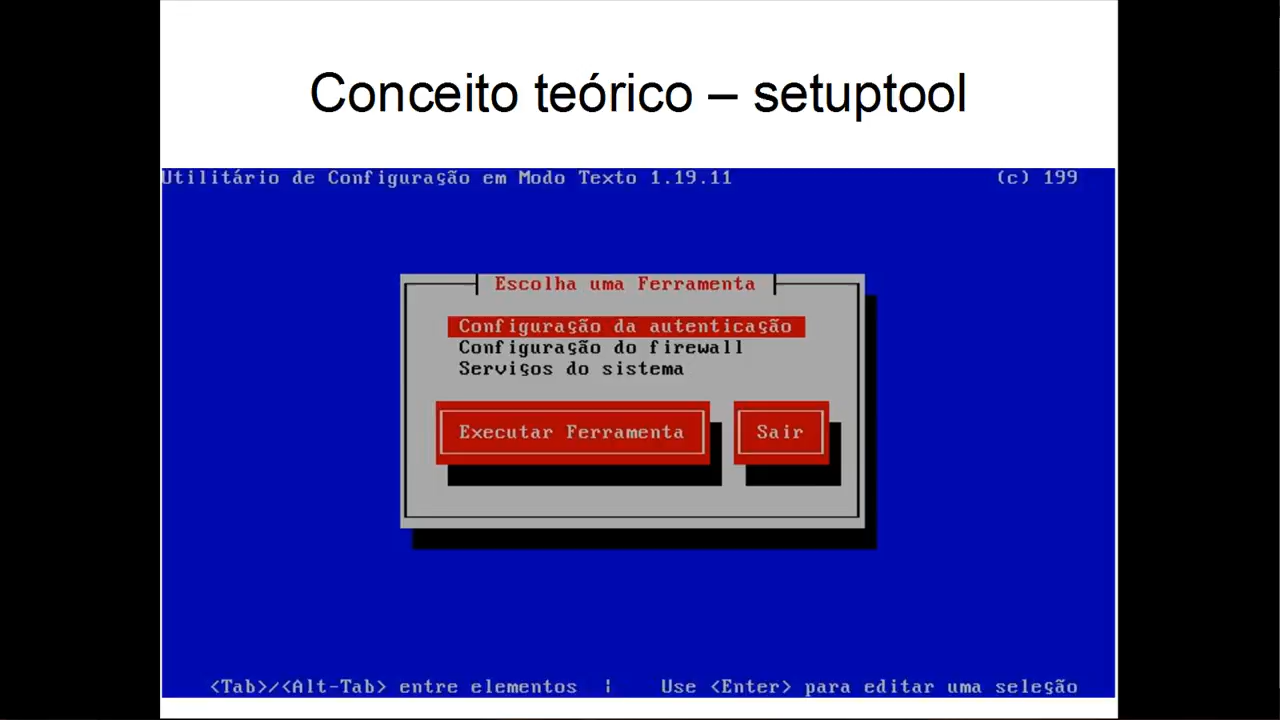 Conceito teórico – setuptool
Utilitário de Configuração em Modo Texto 1.19.11 (c) 199
Escolha uma Ferramenta
Configuração da autenticação
Configuração do firewall
Serviços do sistema
Executar Ferramenta Sair
<Tab>/<Alt-Tab> entre elementos | Use <Enter> para editar uma seleção